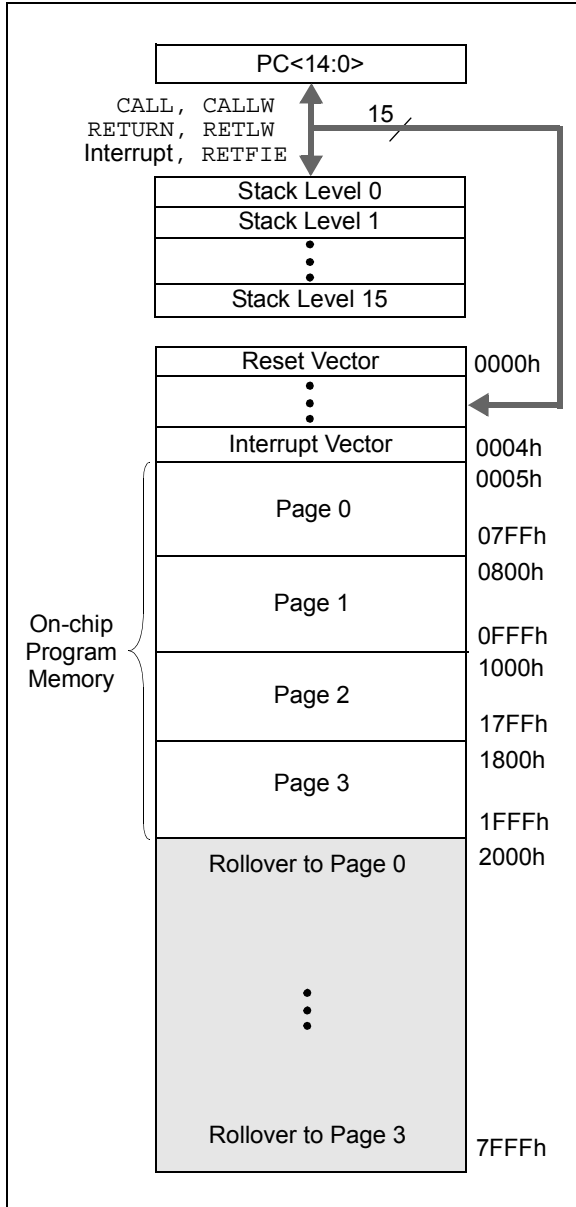 PC<14:0>
CALL, CALLW
RETURN, RETLW
Interrupt, RETFIE
15
Stack Level 0
Stack Level 1
Stack Level 15
Reset Vector
0000h
Interrupt Vector
0004h
0005h
Page 0
07FFh
0800h
Page 1
0FFFh
On-chip
Program
Memory
1000h
Page 2
17FFh
1800h
Page 3
1FFFh
Rollover to Page 0
2000h
Rollover to Page 3
7FFFh